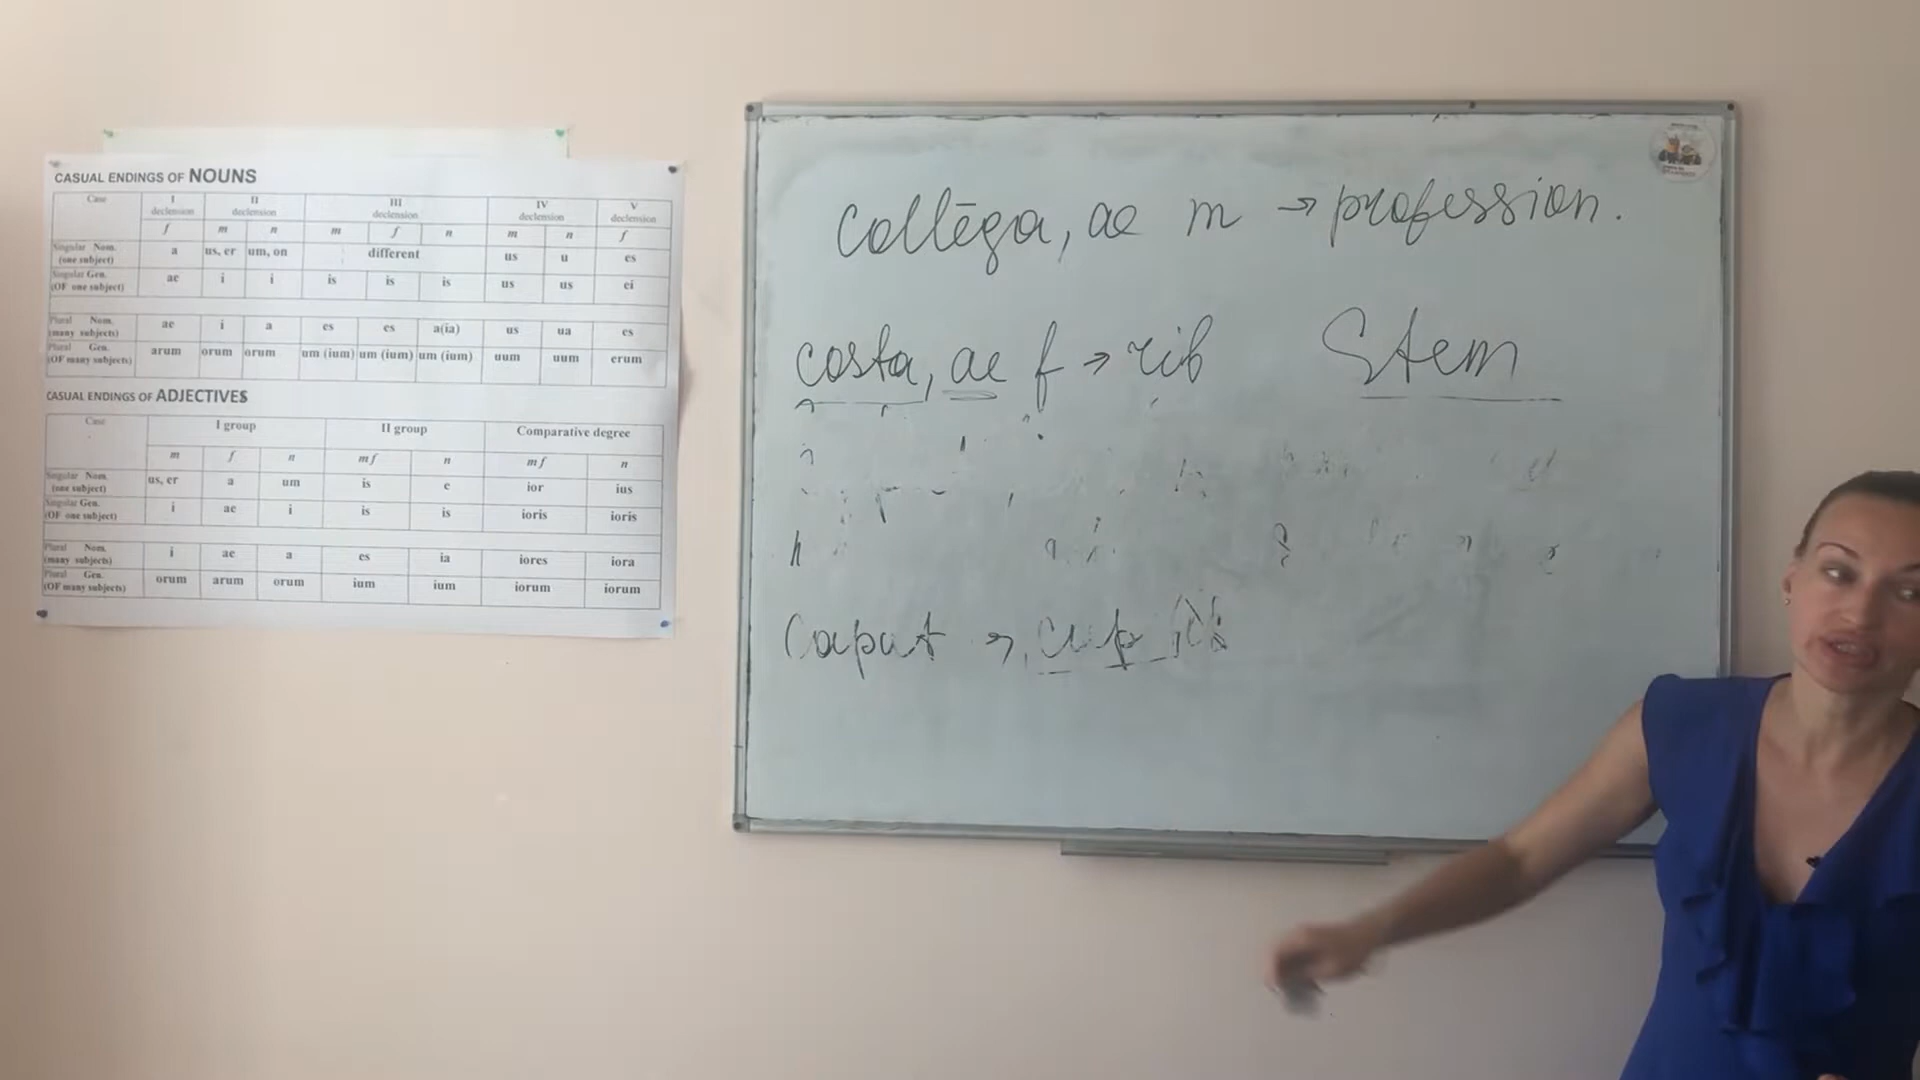 CASUAL ENDINGS OF NOUNS
Case I declension II declension III declension IV declension V declension
f m n m f n m n f
Singular Nom. (one subject) a us, er um, on different us u es
Singular Gen. (OF one subject) ae i i is is is us us ei
Plural Nom. (many subjects) ae i a es es a(ia) us ua es
Plural Gen. (OF many subjects) arum orum orum um (ium) um (ium) um (ium) uum uum erum
CASUAL ENDINGS OF ADJECTIVES
Case I group II group Comparative degree
m f n m f n m f n
Singular Nom. (one subject) us, er a um is e ior ius
Singular Gen. (OF one subject) i ae i is is ioris ioris
Plural Nom. (many subjects) i ae a es ia iores iora
Plural Gen. (OF many subjects) orum arum orum ium ium iorum iorum
collēga, ae m → profession.
costa, ae f → rib Stem
Caput →